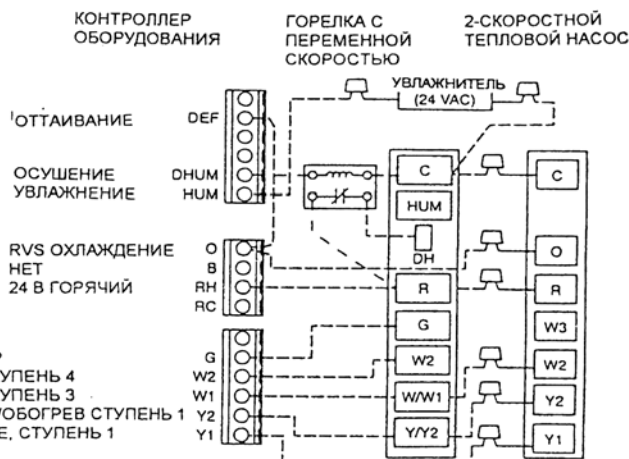 КОНТРОЛЛЕР ОБОРУДОВАНИЯ
ГОРЕЛКА С ПЕРЕМЕННОЙ СКОРОСТЬЮ
2-СКОРОСТНОЙ ТЕПЛОВОЙ НАСОС
УВЛАЖНИТЕЛЬ
(24 VAC)
ОТТАИВАНИЕ DEF
ОСУШЕНИЕ DHUM
УВЛАЖНЕНИЕ HUM
RVS ОХЛАЖДЕНИЕ O
НЕТ B
24 В ГОРЯЧИЙ RH
RC
G
УПЕНЬ 4 W2
УПЕНЬ 3 W1
/ОБОГРЕВ СТУПЕНЬ 1 Y2
Е, СТУПЕНЬ 1 Y1
C
HUM
DH
R
G
W2
W/W1
Y/Y2
C
O
R
W3
W2
Y2
Y1